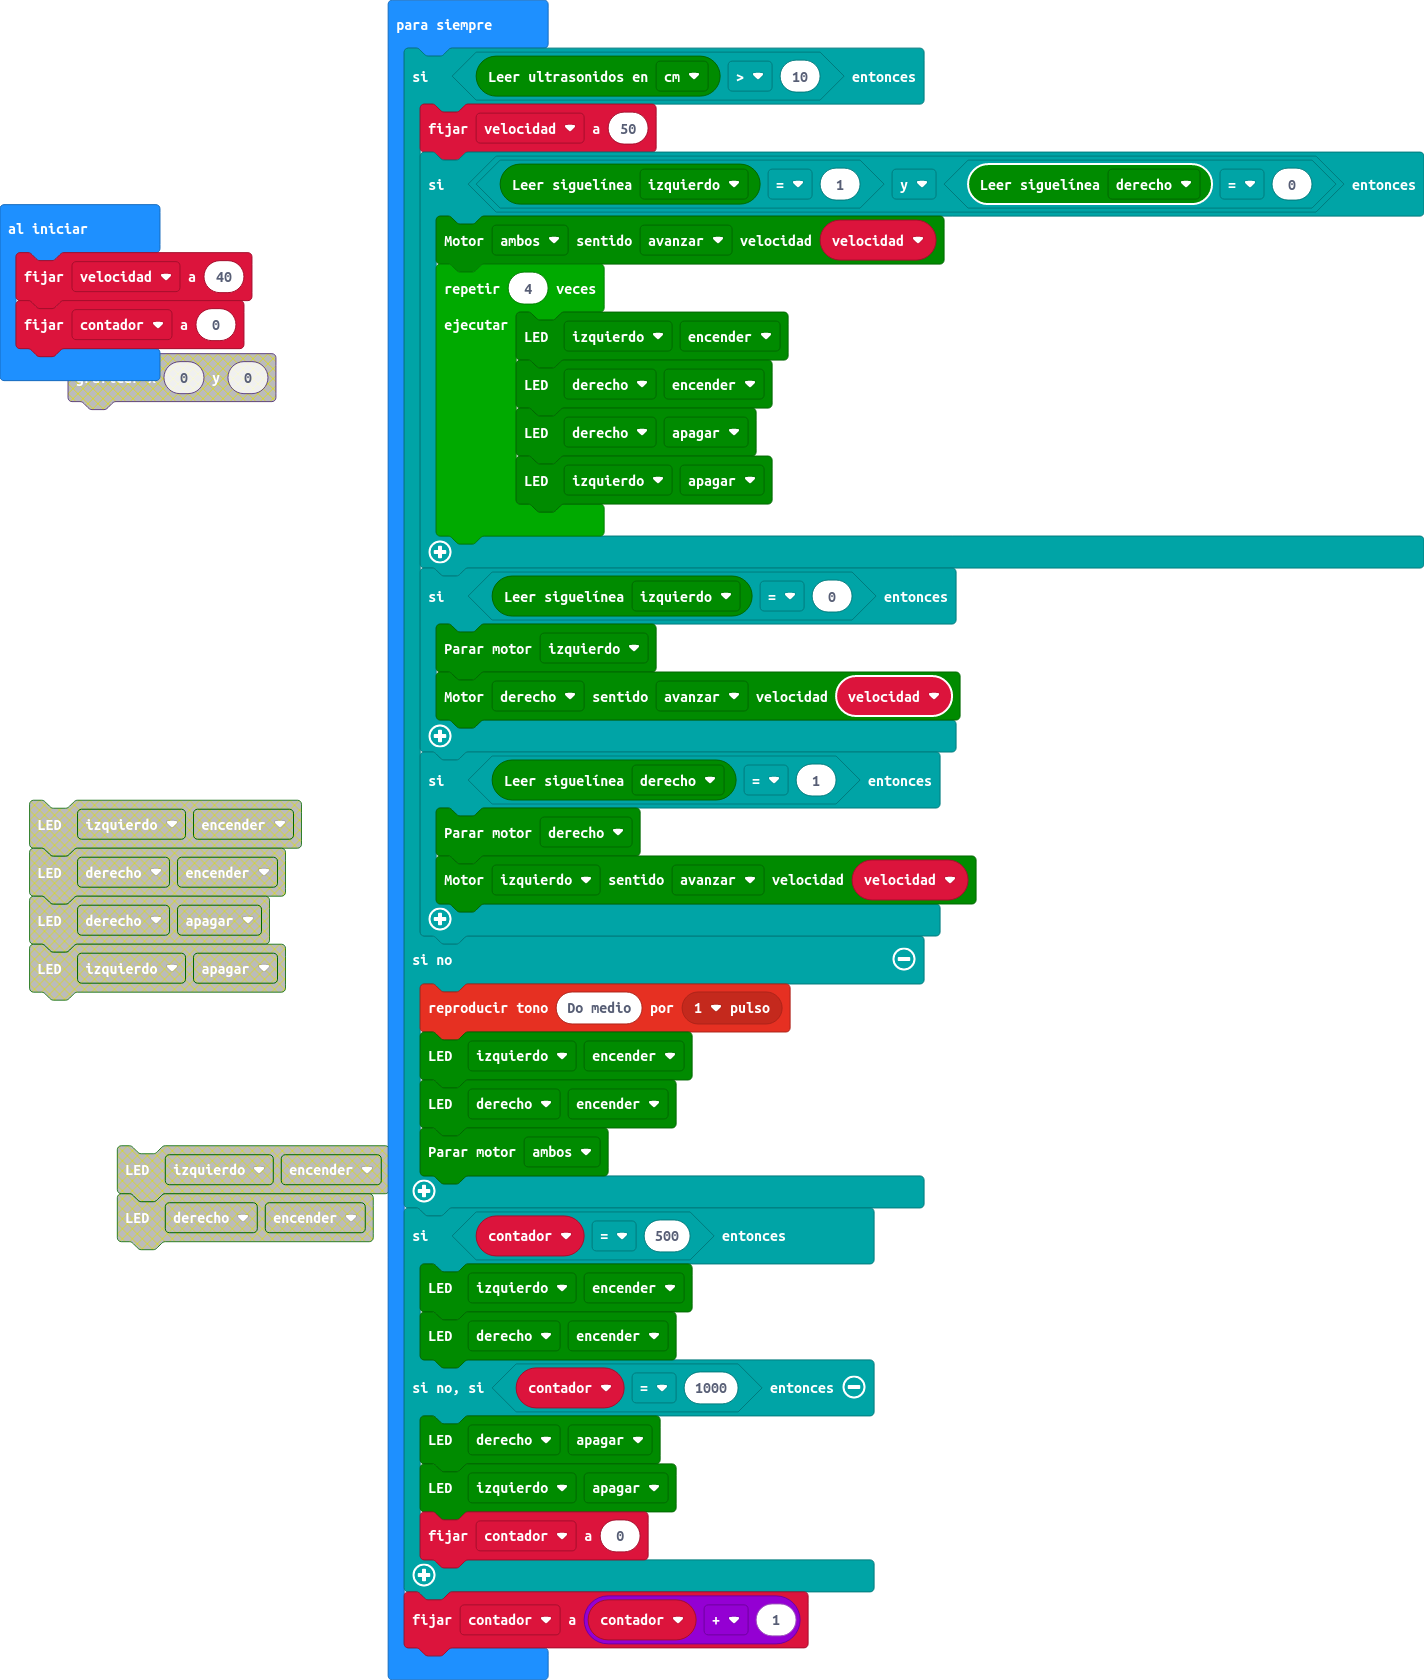 para siempre
si Leer ultrasonidos en cm > 10 entonces
fijar velocidad a 50
si Leer siguelínea izquierdo = 1 y Leer siguelínea derecho = 0 entonces
Motor ambos sentido avanzar velocidad velocidad
repetir 4 veces
ejecutar
LED izquierdo encender
LED derecho encender
LED derecho apagar
LED izquierdo apagar
si Leer siguelínea izquierdo = 0 entonces
Parar motor izquierdo
Motor derecho sentido avanzar velocidad velocidad
si Leer siguelínea derecho = 1 entonces
Parar motor derecho
Motor izquierdo sentido avanzar velocidad velocidad
si no
reproducir tono Do medio por 1 pulso
LED izquierdo encender
LED derecho encender
Parar motor ambos
si contador = 500 entonces
LED izquierdo encender
LED derecho encender
si no, si contador = 1000 entonces
LED derecho apagar
LED izquierdo apagar
fijar contador a 0
fijar contador a contador + 1
al iniciar
fijar velocidad a 40
fijar contador a 0
0 y 0
LED izquierdo encender
LED derecho encender
LED derecho apagar
LED izquierdo apagar
LED izquierdo encender
LED derecho encender